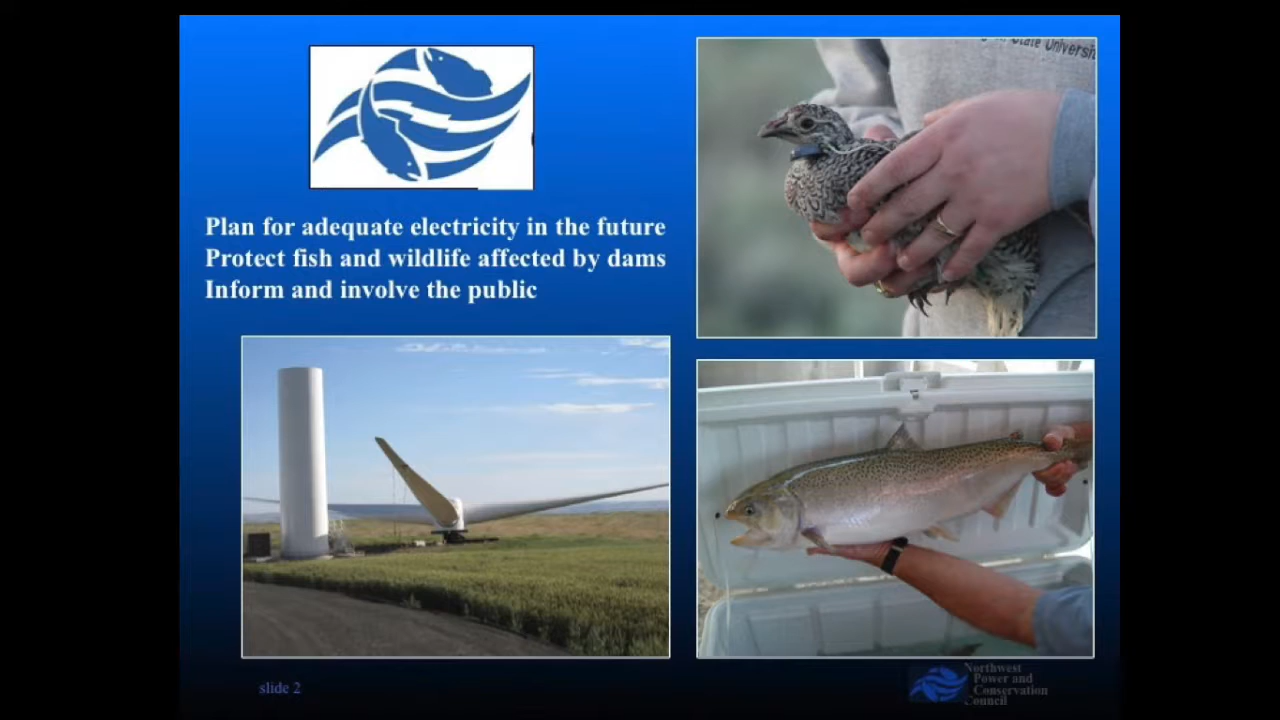 State Universi
Plan for adequate electricity in the future
Protect fish and wildlife affected by dams
Inform and involve the public
slide 2
Northwest
Power and
Conservation
Council